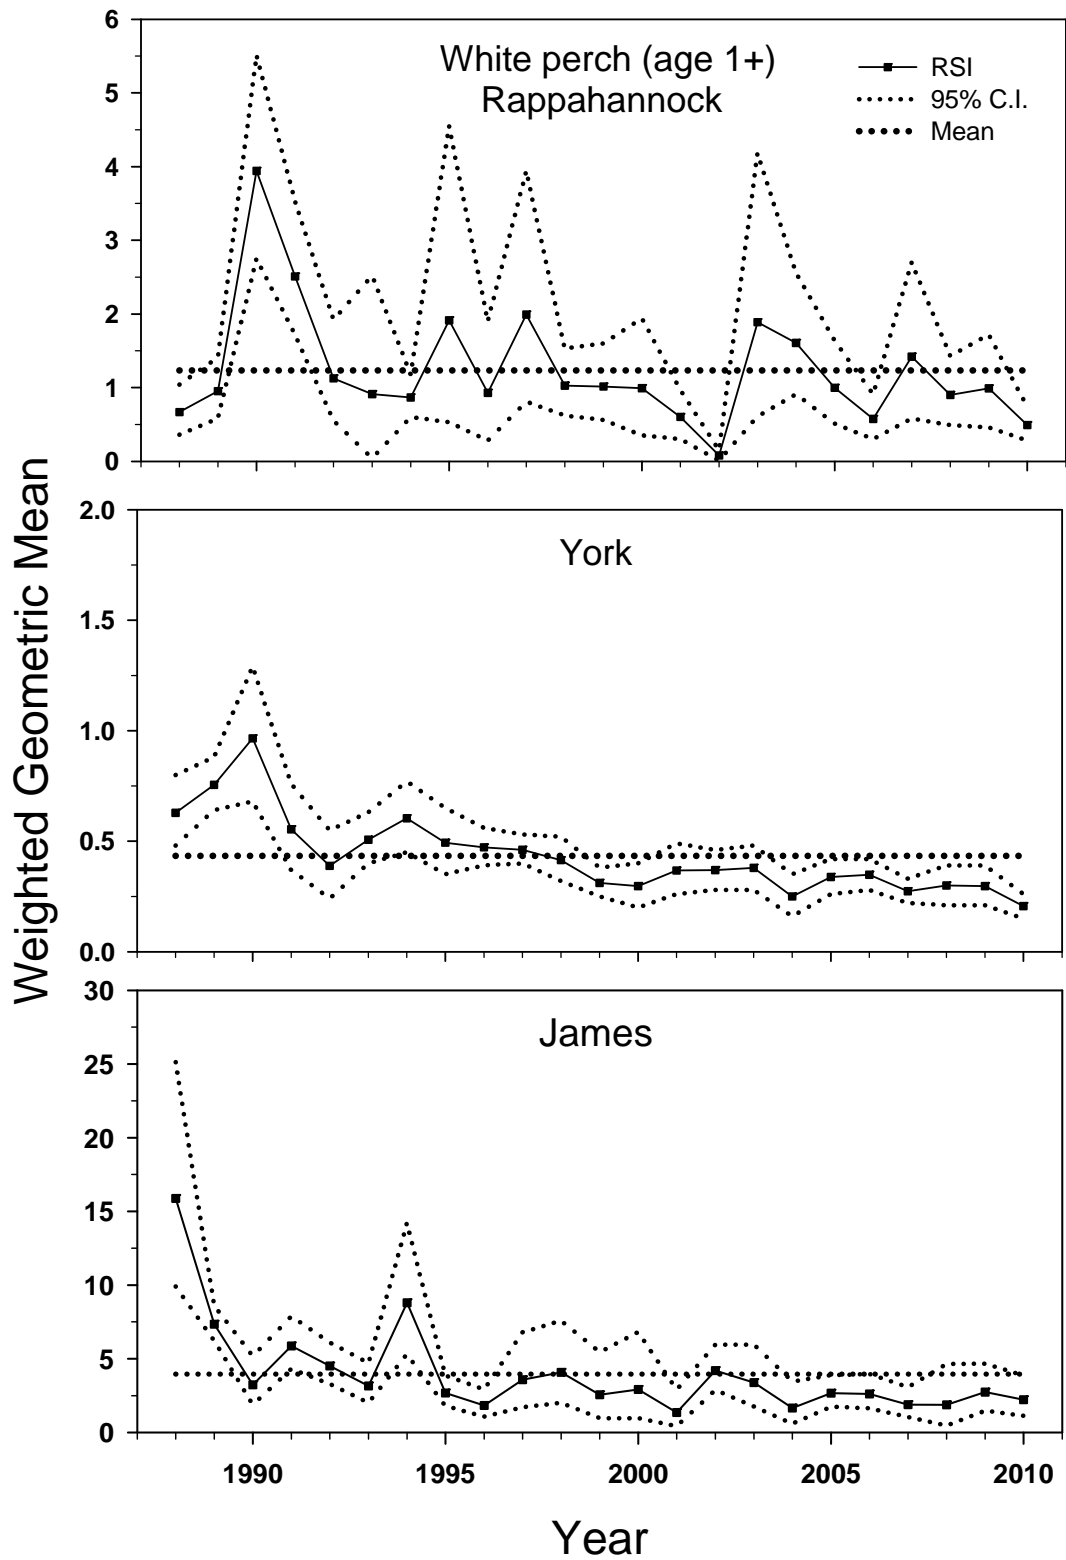 White perch (age 1+)
Rappahannock
RSI
95% C.I.
Mean
6
5
4
3
2
1
0
York
2.0
1.5
1.0
0.5
0.0
James
30
25
20
15
10
5
0
1990 1995 2000 2005 2010
Weighted Geometric Mean
Year